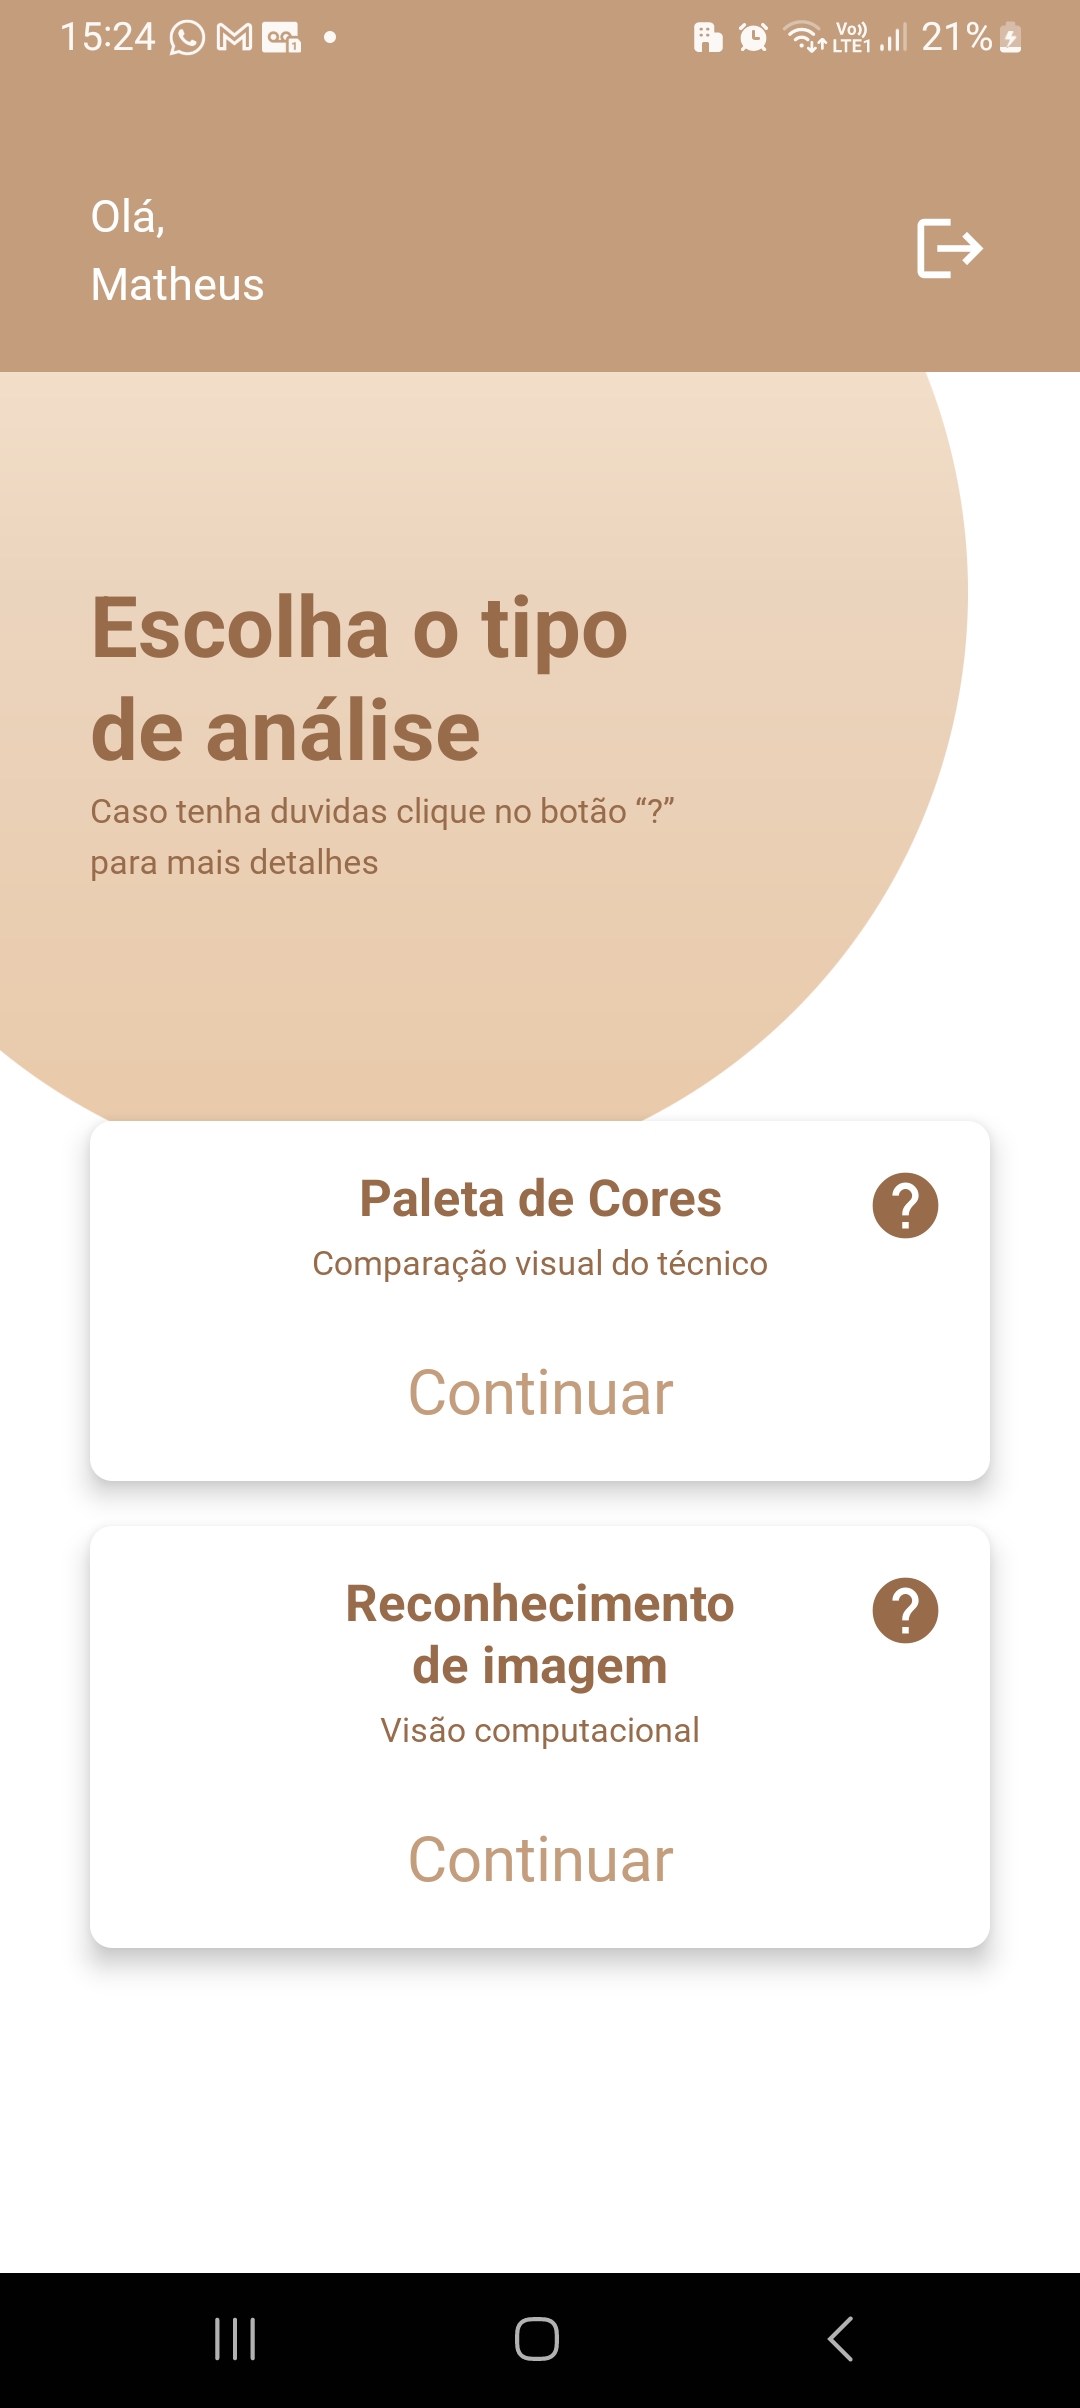 15:24
Vo))
LTE1
21%
Olá,
Matheus
Escolha o tipo
de análise
Caso tenha duvidas clique no botão “?”
para mais detalhes
Paleta de Cores
?
Comparação visual do técnico
Continuar
Reconhecimento
?
de imagem
Visão computacional
Continuar